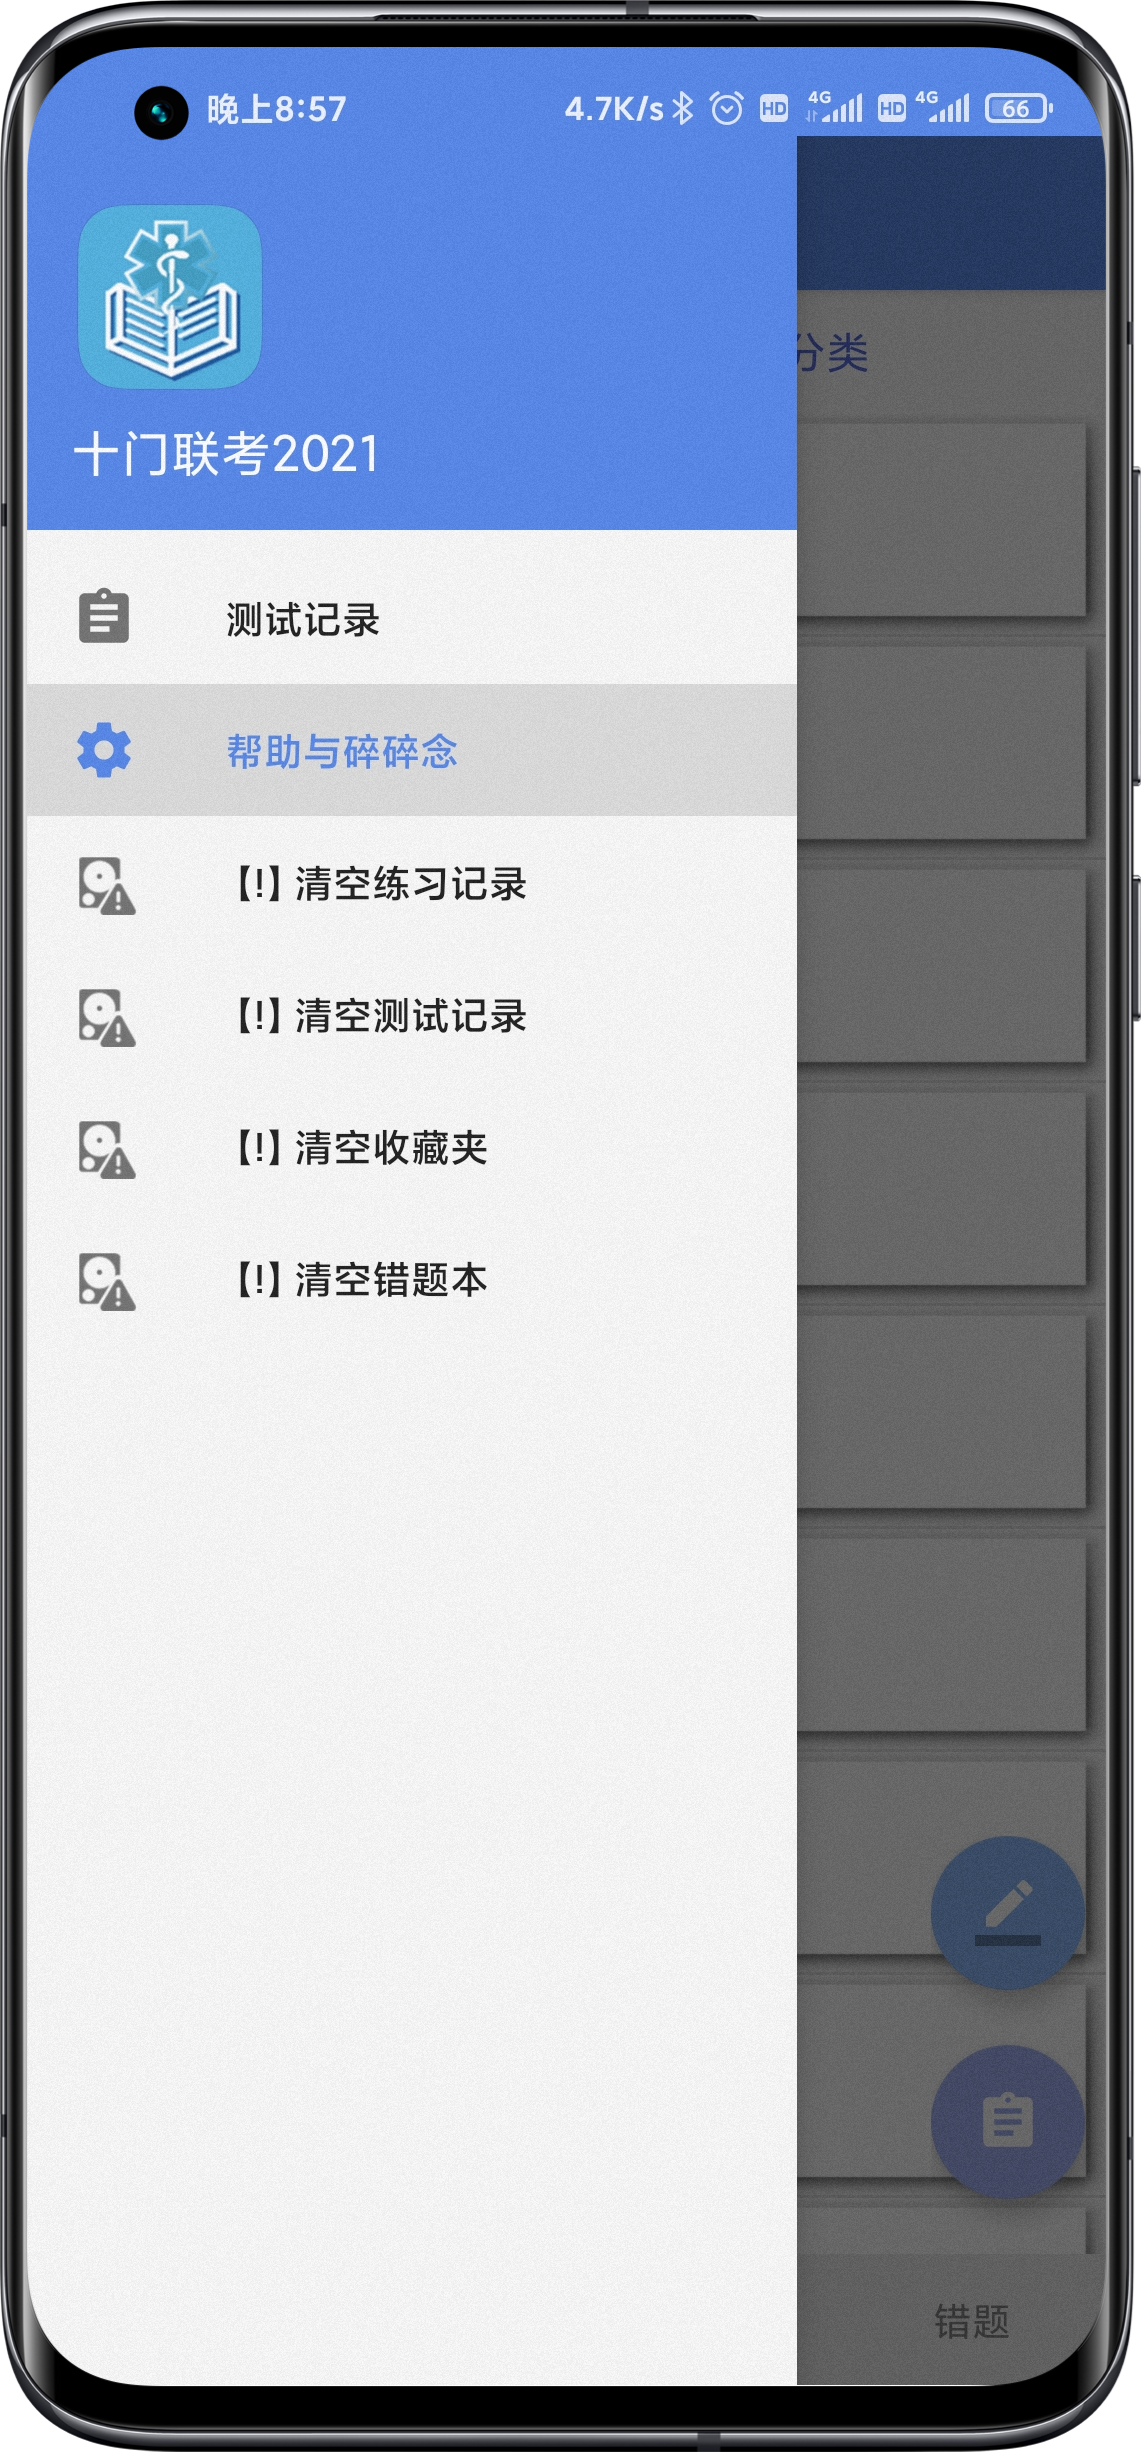 晚上8:57
4.7K/s
HD
4G
HD
4G
66
十门联考2021
分类
测试记录
帮助与碎碎念
【!】清空练习记录
【!】清空测试记录
【!】清空收藏夹
【!】清空错题本
错题